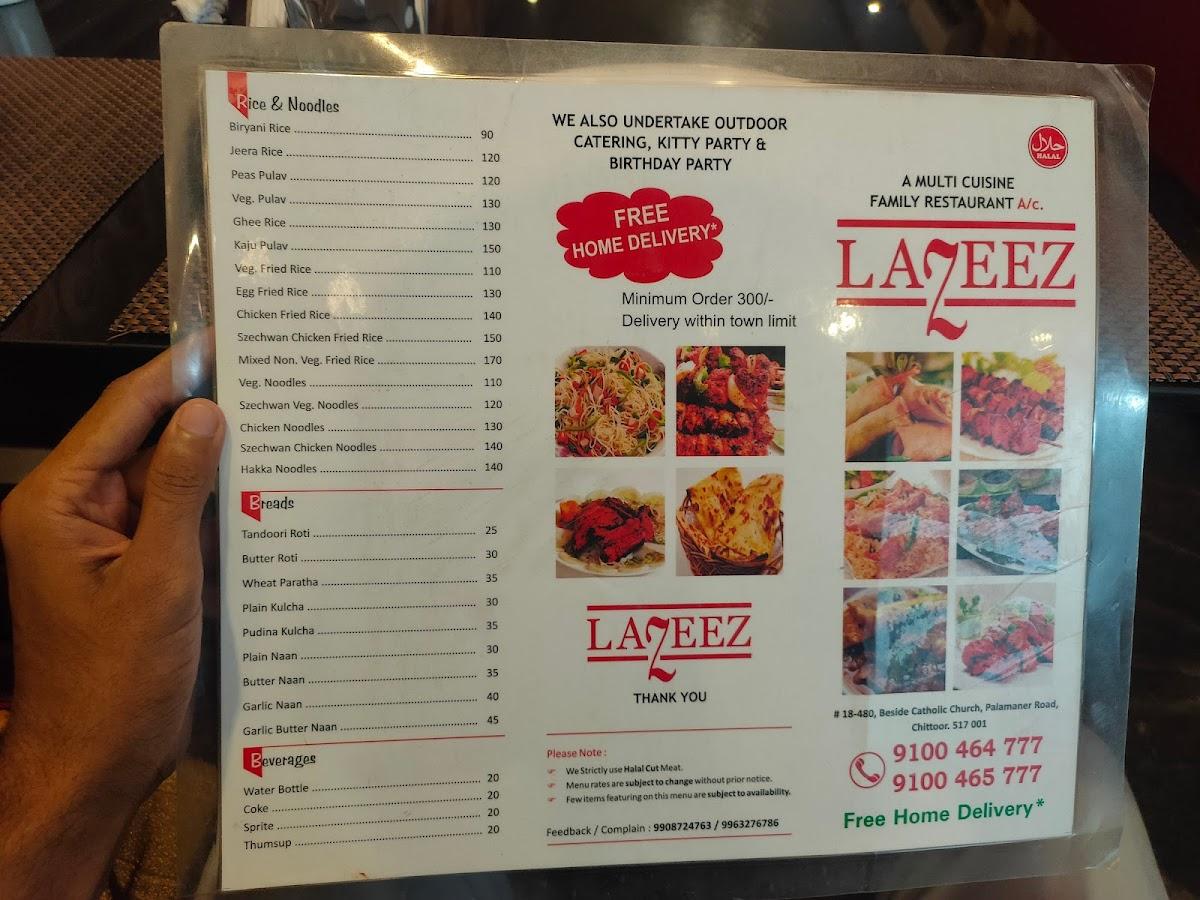 Rice & Noodles
Biryani Rice 90
Jeera Rice 120
Peas Pulav 120
Veg. Pulav 130
Ghee Rice 130
Kaju Pulav 150
Veg. Fried Rice 110
Egg Fried Rice 130
Chicken Fried Rice 140
Szechwan Chicken Fried Rice 150
Mixed Non. Veg. Fried Rice 170
Veg. Noodles 110
Szechwan Veg. Noodles 120
Chicken Noodles 130
Szechwan Chicken Noodles 140
Hakka Noodles 140
Breads
Tandoori Roti 25
Butter Roti 30
Wheat Paratha 35
Plain Kulcha 30
Pudina Kulcha 35
Plain Naan 30
Butter Naan 35
Garlic Naan 40
Garlic Butter Naan 45
Beverages
Water Bottle 20
Coke 20
Sprite 20
Thumsup 20
WE ALSO UNDERTAKE OUTDOOR
CATERING, KITTY PARTY &
BIRTHDAY PARTY
FREE
HOME DELIVERY*
Minimum Order 300/-
Delivery within town limit
LAZEEZ
THANK YOU
Please Note :
We Strictly use Halal Cut Meat.
Menu rates are subject to change without prior notice.
Few items featuring on this menu are subject to availability.
Feedback / Complain : 9908724763 / 9963276786
حلال
HALAL
A MULTI CUISINE
FAMILY RESTAURANT A/c.
LAZEEZ
# 18-480, Beside Catholic Church, Palamaner Road,
Chittoor. 517 001
9100 464 777
9100 465 777
Free Home Delivery*